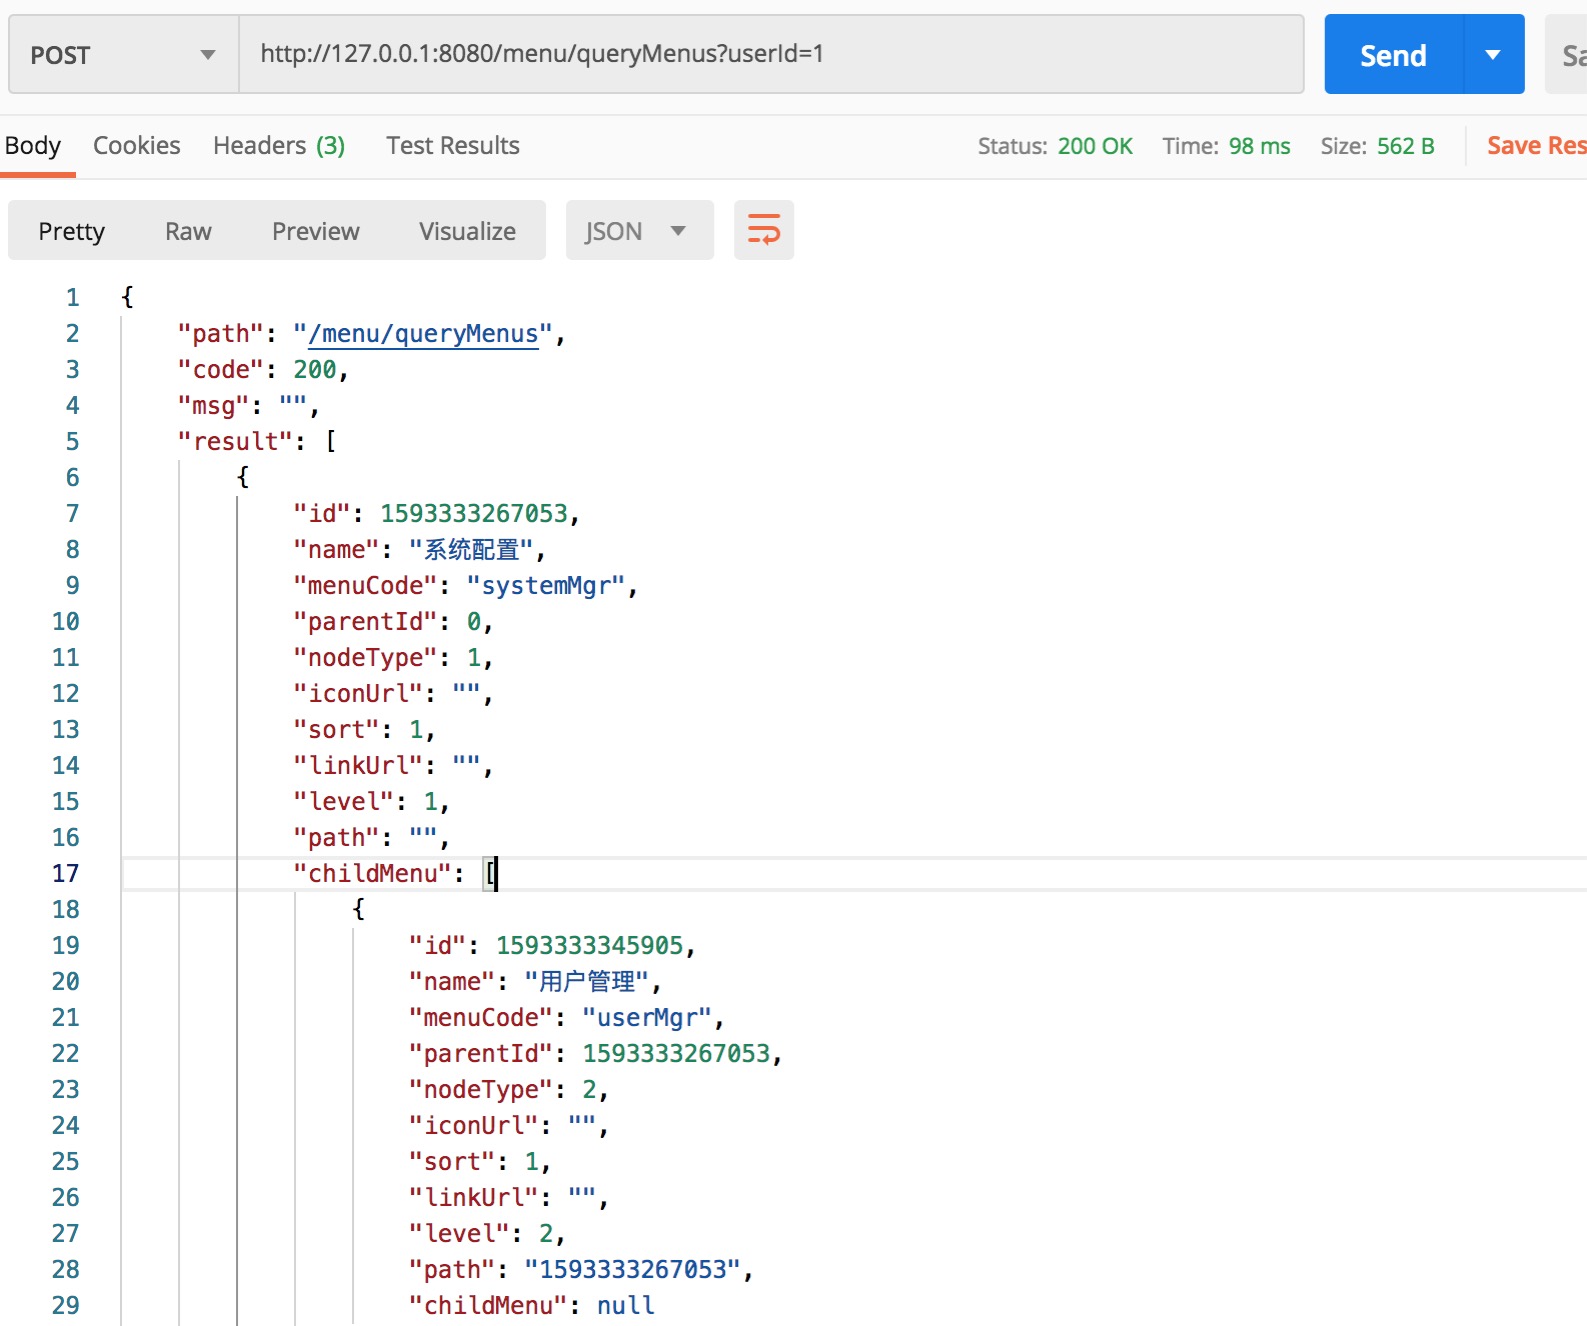 POST http://127.0.0.1:8080/menu/queryMenus?userId=1 Send
Body Cookies Headers (3) Test Results Status: 200 OK Time: 98 ms Size: 562 B Save Res
Pretty Raw Preview Visualize JSON
1 {
2 "path": "/menu/queryMenus",
3 "code": 200,
4 "msg": "",
5 "result": [
6 {
7 "id": 1593333267053,
8 "name": "系统配置",
9 "menuCode": "systemMgr",
10 "parentId": 0,
11 "nodeType": 1,
12 "iconUrl": "",
13 "sort": 1,
14 "linkUrl": "",
15 "level": 1,
16 "path": "",
17 "childMenu": [
18 {
19 "id": 1593333345905,
20 "name": "用户管理",
21 "menuCode": "userMgr",
22 "parentId": 1593333267053,
23 "nodeType": 2,
24 "iconUrl": "",
25 "sort": 1,
26 "linkUrl": "",
27 "level": 2,
28 "path": "1593333267053",
29 "childMenu": null